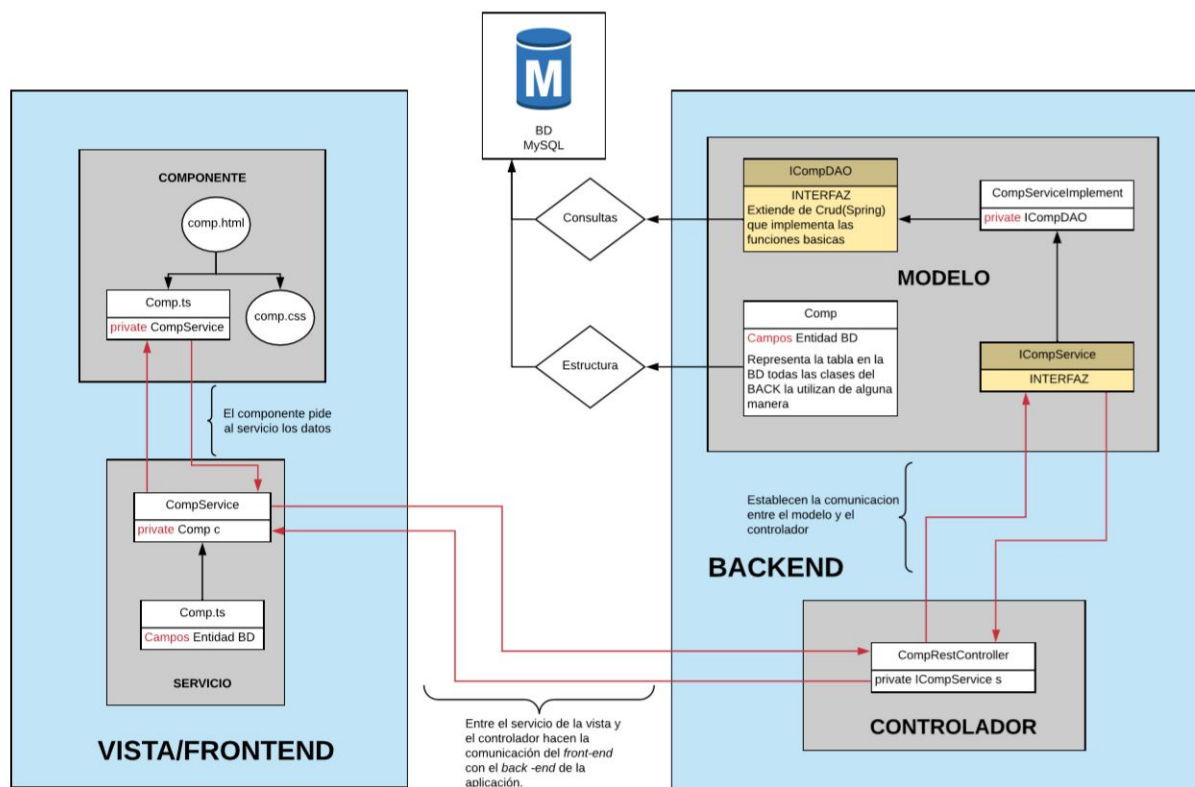 M
BD
MySQL
COMPONENTE
comp.html
Comp.ts
private CompService
comp.css
El componente pide
al servicio los datos
CompService
private Comp c
Comp.ts
Campos Entidad BD
SERVICIO
VISTA/FRONTEND
Consultas
Estructura
Entre el servicio de la vista y
el controlador hacen la
comunicación del front-end
con el back -end de la
aplicación.
ICompDAO
INTERFAZ
Extiende de Crud(Spring)
que implementa las
funciones basicas
CompServiceImplement
private ICompDAO
MODELO
Comp
Campos Entidad BD
Representa la tabla en la
BD todas las clases del
BACK la utilizan de alguna
manera
ICompService
INTERFAZ
Establecen la comunicacion
entre el modelo y el
controlador
BACKEND
CompRestController
private ICompService s
CONTROLADOR